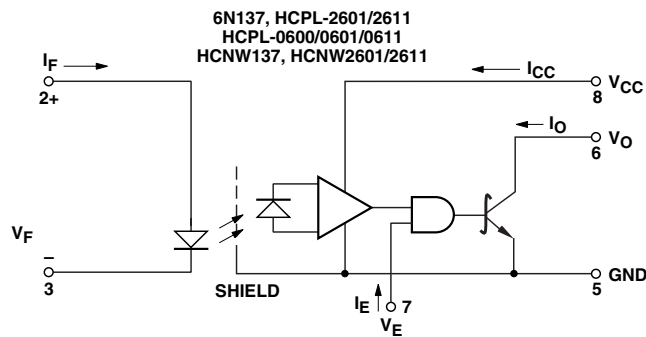 6N137, HCPL-2601/2611
HCPL-0600/0601/0611
HCNW137, HCNW2601/2611
IF
2+
ICC
8
VCC
IO
VO
6
VF
–
3
SHIELD
IE
7
VE
GND
5